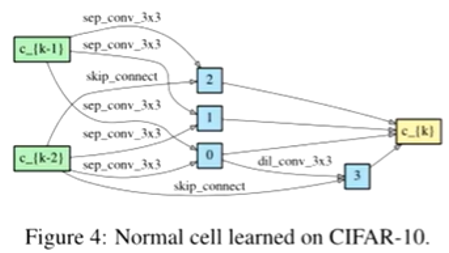 sep_conv_3x3
c_{k-1}
sep_conv_3x3
skip_connect
2
sep_conv_3x3
1
c_{k}
sep_conv_3x3
0
c_{k-2}
dil_conv_3x3
sep_conv_3x3
3
skip_connect
Figure 4: Normal cell learned on CIFAR-10.